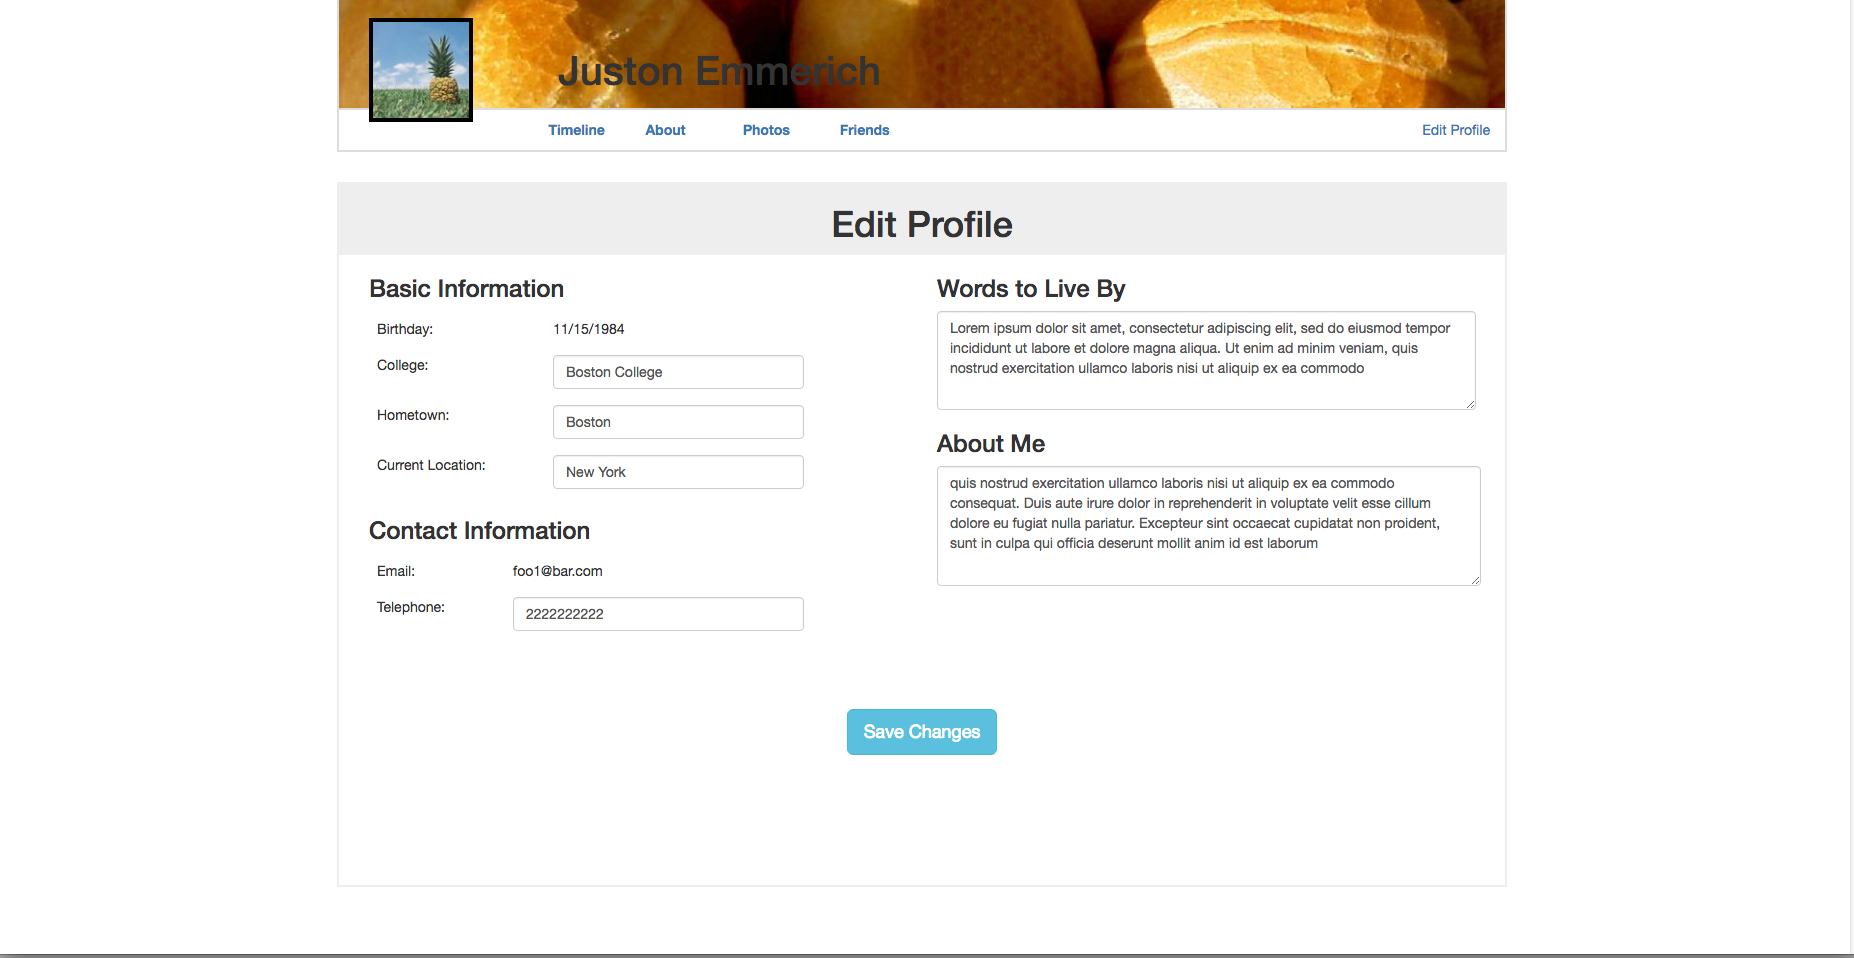 Juston Emmerich
Timeline About Photos Friends Edit Profile
Edit Profile
Basic Information
Birthday: 11/15/1984
College: Boston College
Hometown: Boston
Current Location: New York
Contact Information
Email: foo1@bar.com
Telephone: 2222222222
Words to Live By
Lorem ipsum dolor sit amet, consectetur adipiscing elit, sed do eiusmod tempor
incididunt ut labore et dolore magna aliqua. Ut enim ad minim veniam, quis
nostrud exercitation ullamco laboris nisi ut aliquip ex ea commodo
About Me
quis nostrud exercitation ullamco laboris nisi ut aliquip ex ea commodo
consequat. Duis aute irure dolor in reprehenderit in voluptate velit esse cillum
dolore eu fugiat nulla pariatur. Excepteur sint occaecat cupidatat non proident,
sunt in culpa qui officia deserunt mollit anim id est laborum
Save Changes